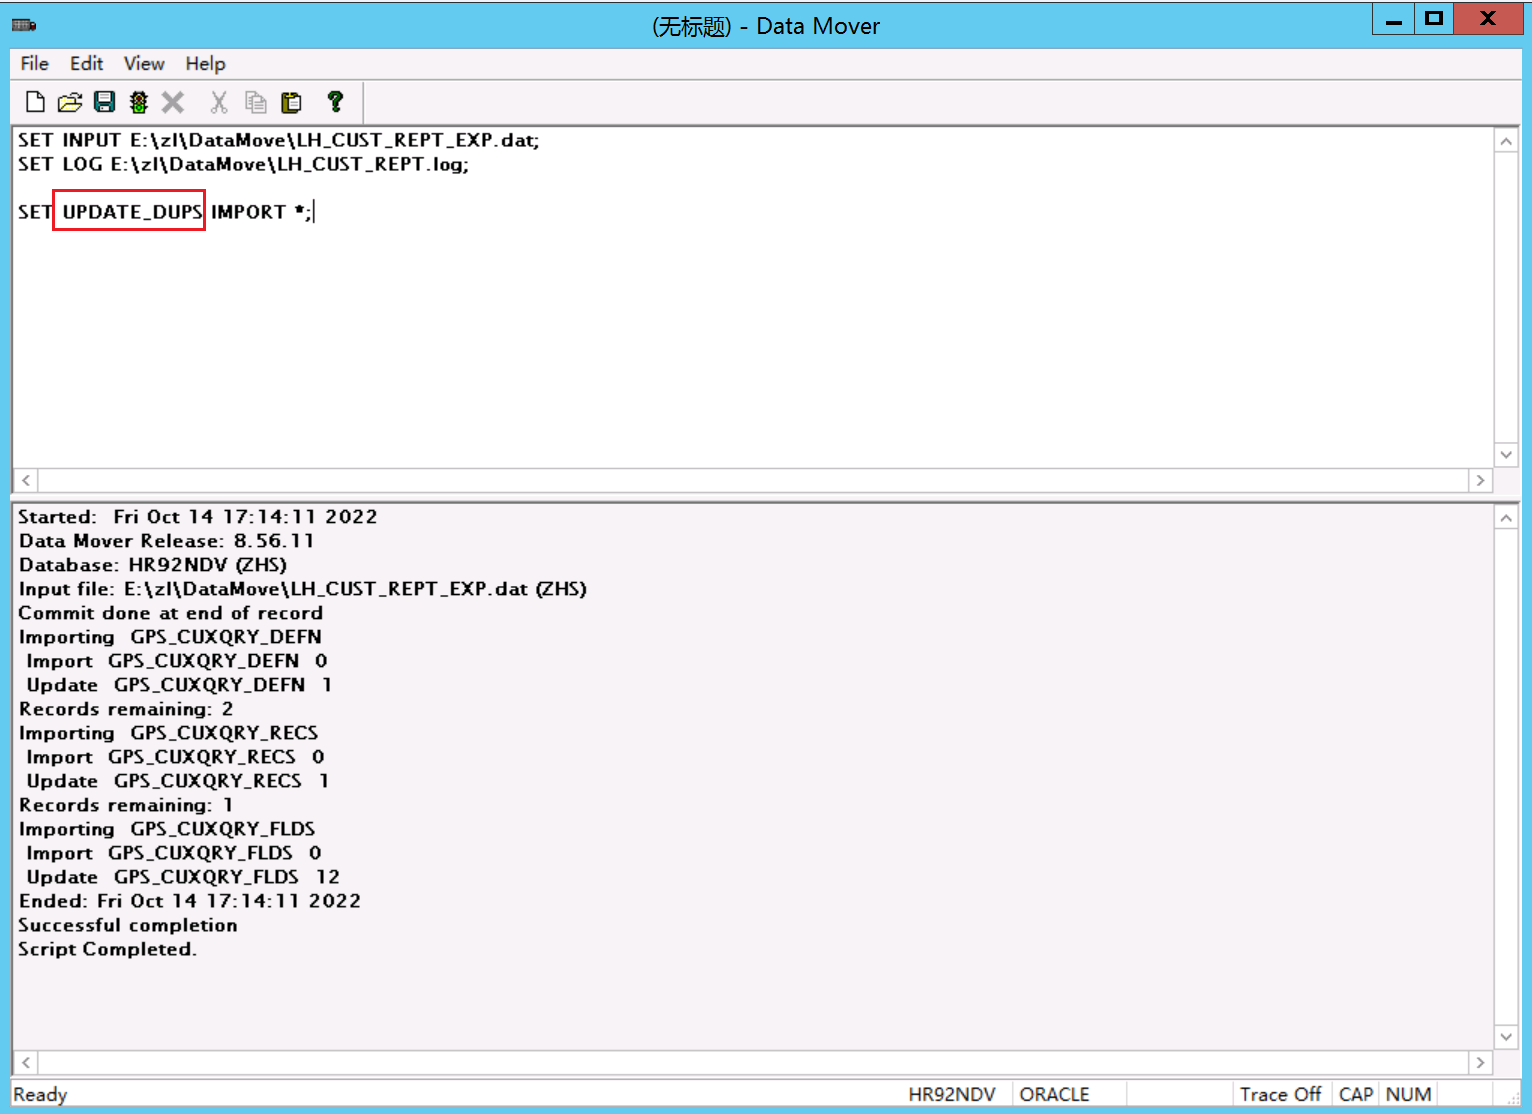 (无标题) - Data Mover
File Edit View Help
SET INPUT E:\zl\DataMove\LH_CUST_REPT_EXP.dat;
SET LOG E:\zl\DataMove\LH_CUST_REPT.log;
SET UPDATE_DUPS IMPORT *;
Started:  Fri Oct 14 17:14:11 2022
Data Mover Release: 8.56.11
Database: HR92NDV (ZHS)
Input file: E:\zl\DataMove\LH_CUST_REPT_EXP.dat (ZHS)
Commit done at end of record
Importing  GPS_CUXQRY_DEFN
Import  GPS_CUXQRY_DEFN  0
Update  GPS_CUXQRY_DEFN  1
Records remaining: 2
Importing  GPS_CUXQRY_RECS
Import  GPS_CUXQRY_RECS  0
Update  GPS_CUXQRY_RECS  1
Records remaining: 1
Importing  GPS_CUXQRY_FLDS
Import  GPS_CUXQRY_FLDS  0
Update  GPS_CUXQRY_FLDS  12
Ended: Fri Oct 14 17:14:11 2022
Successful completion
Script Completed.
Ready HR92NDV ORACLE Trace Off CAP NUM